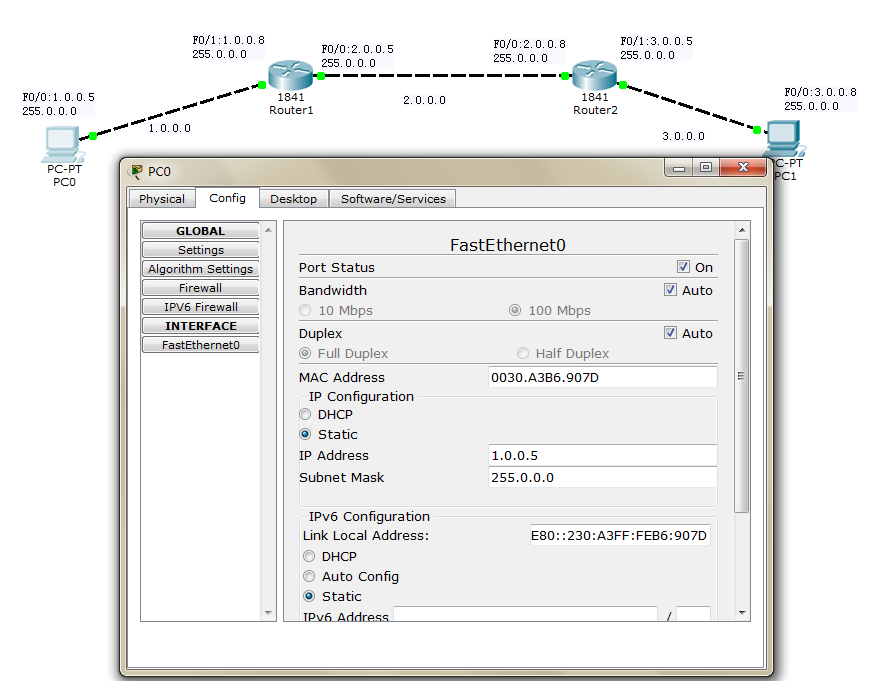 F0/1:1.0.0.8
255.0.0.0
F0/0:2.0.0.5
255.0.0.0
F0/0:2.0.0.8
255.0.0.0
F0/1:3.0.0.5
255.0.0.0
F0/0:1.0.0.5
255.0.0.0
F0/0:3.0.0.8
255.0.0.0
1841
Router1
1841
Router2
1.0.0.0
2.0.0.0
3.0.0.0
PC-PT
PC0
C-PT
PC1
PC0
Physical
Config
Desktop
Software/Services
GLOBAL
Settings
Algorithm Settings
Firewall
IPV6 Firewall
INTERFACE
FastEthernet0
FastEthernet0
Port Status
On
Bandwidth
Auto
10 Mbps
100 Mbps
Duplex
Auto
Full Duplex
Half Duplex
MAC Address
0030.A3B6.907D
IP Configuration
DHCP
Static
IP Address
1.0.0.5
Subnet Mask
255.0.0.0
IPv6 Configuration
Link Local Address:
E80::230:A3FF:FEB6:907D
DHCP
Auto Config
Static
IPv6 Address
/